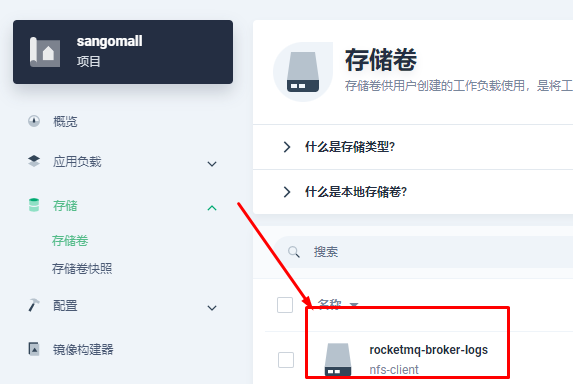 sangomall
项目
概览
应用负载
存储
存储卷
存储卷快照
配置
镜像构建器
存储卷
存储卷供用户创建的工作负载使用，是将工
什么是存储类型?
什么是本地存储卷?
搜索
名称
rocketmq-broker-logs
nfs-client